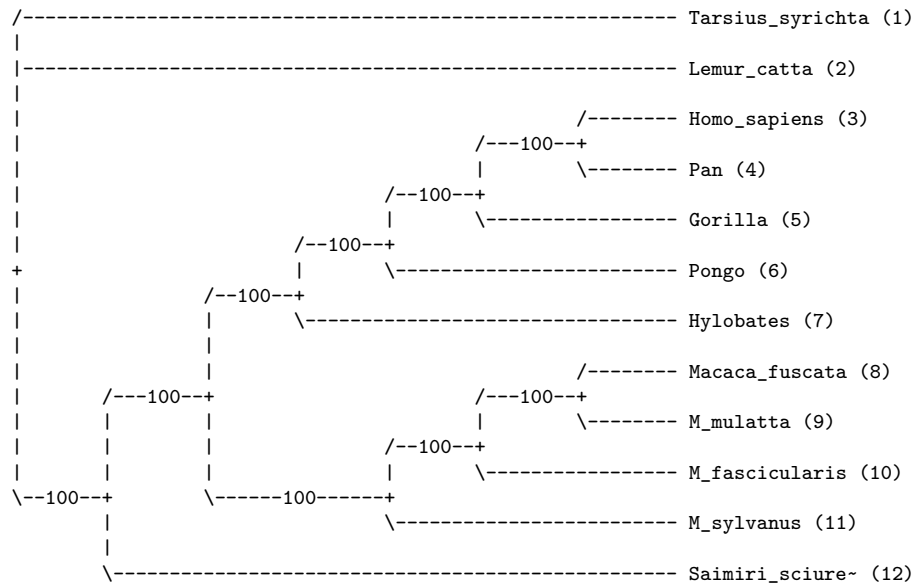 Tarsius_syrichta (1)
Lemur_catta (2)
Homo_sapiens (3)
100
Pan (4)
100
Gorilla (5)
100
Pongo (6)
100
Hylobates (7)
100
Macaca_fuscata (8)
100
100
M_mulatta (9)
100
M_fascicularis (10)
100
100
M_sylvanus (11)
Saimiri_sciure~ (12)